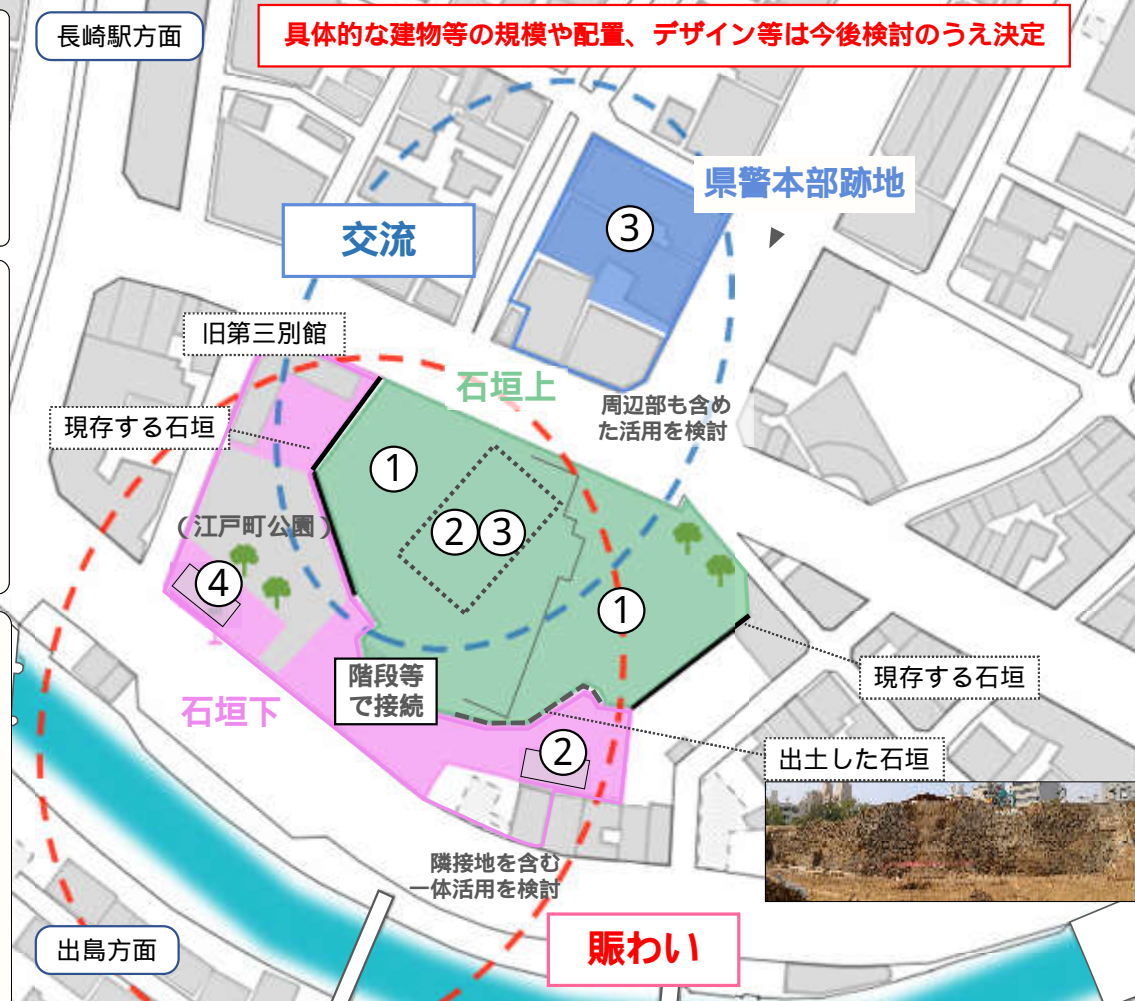 長崎駅方面
具体的な建物等の規模や配置、デザイン等は今後検討のうえ決定
県警本部跡地
③
交流
旧第三別館
石垣上
周辺部も含め
た活用を検討
現存する石垣
①
②③
（江戸町公園）
④
①
階段等
で接続
現存する石垣
石垣下
②
出土した石垣
隣接地を含む
一体活用を検討
賑わい
出島方面